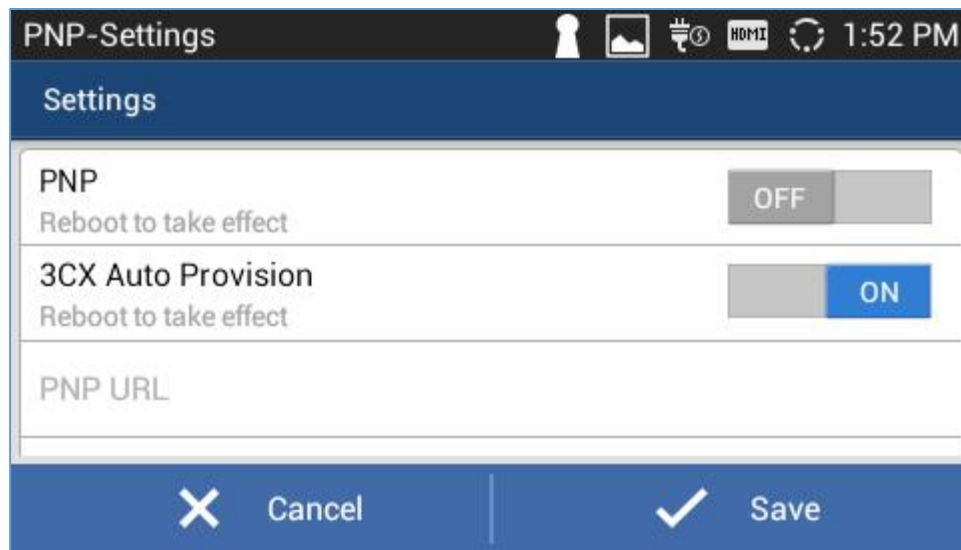 PNP-Settings HDMI 1:52 PM
Settings
PNP
OFF
Reboot to take effect
3CX Auto Provision
ON
Reboot to take effect
PNP URL
Cancel Save